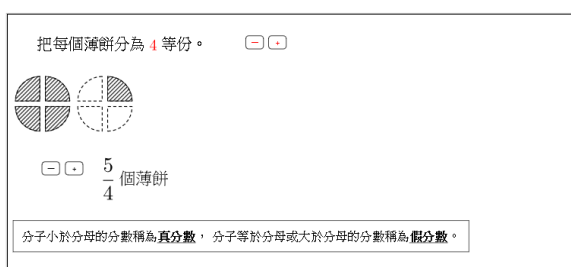 把每個薄餅分為 4 等份。 − +
− + 5/4 個薄餅
分子小於分母的分數稱為真分數， 分子等於分母或大於分母的分數稱為假分數。